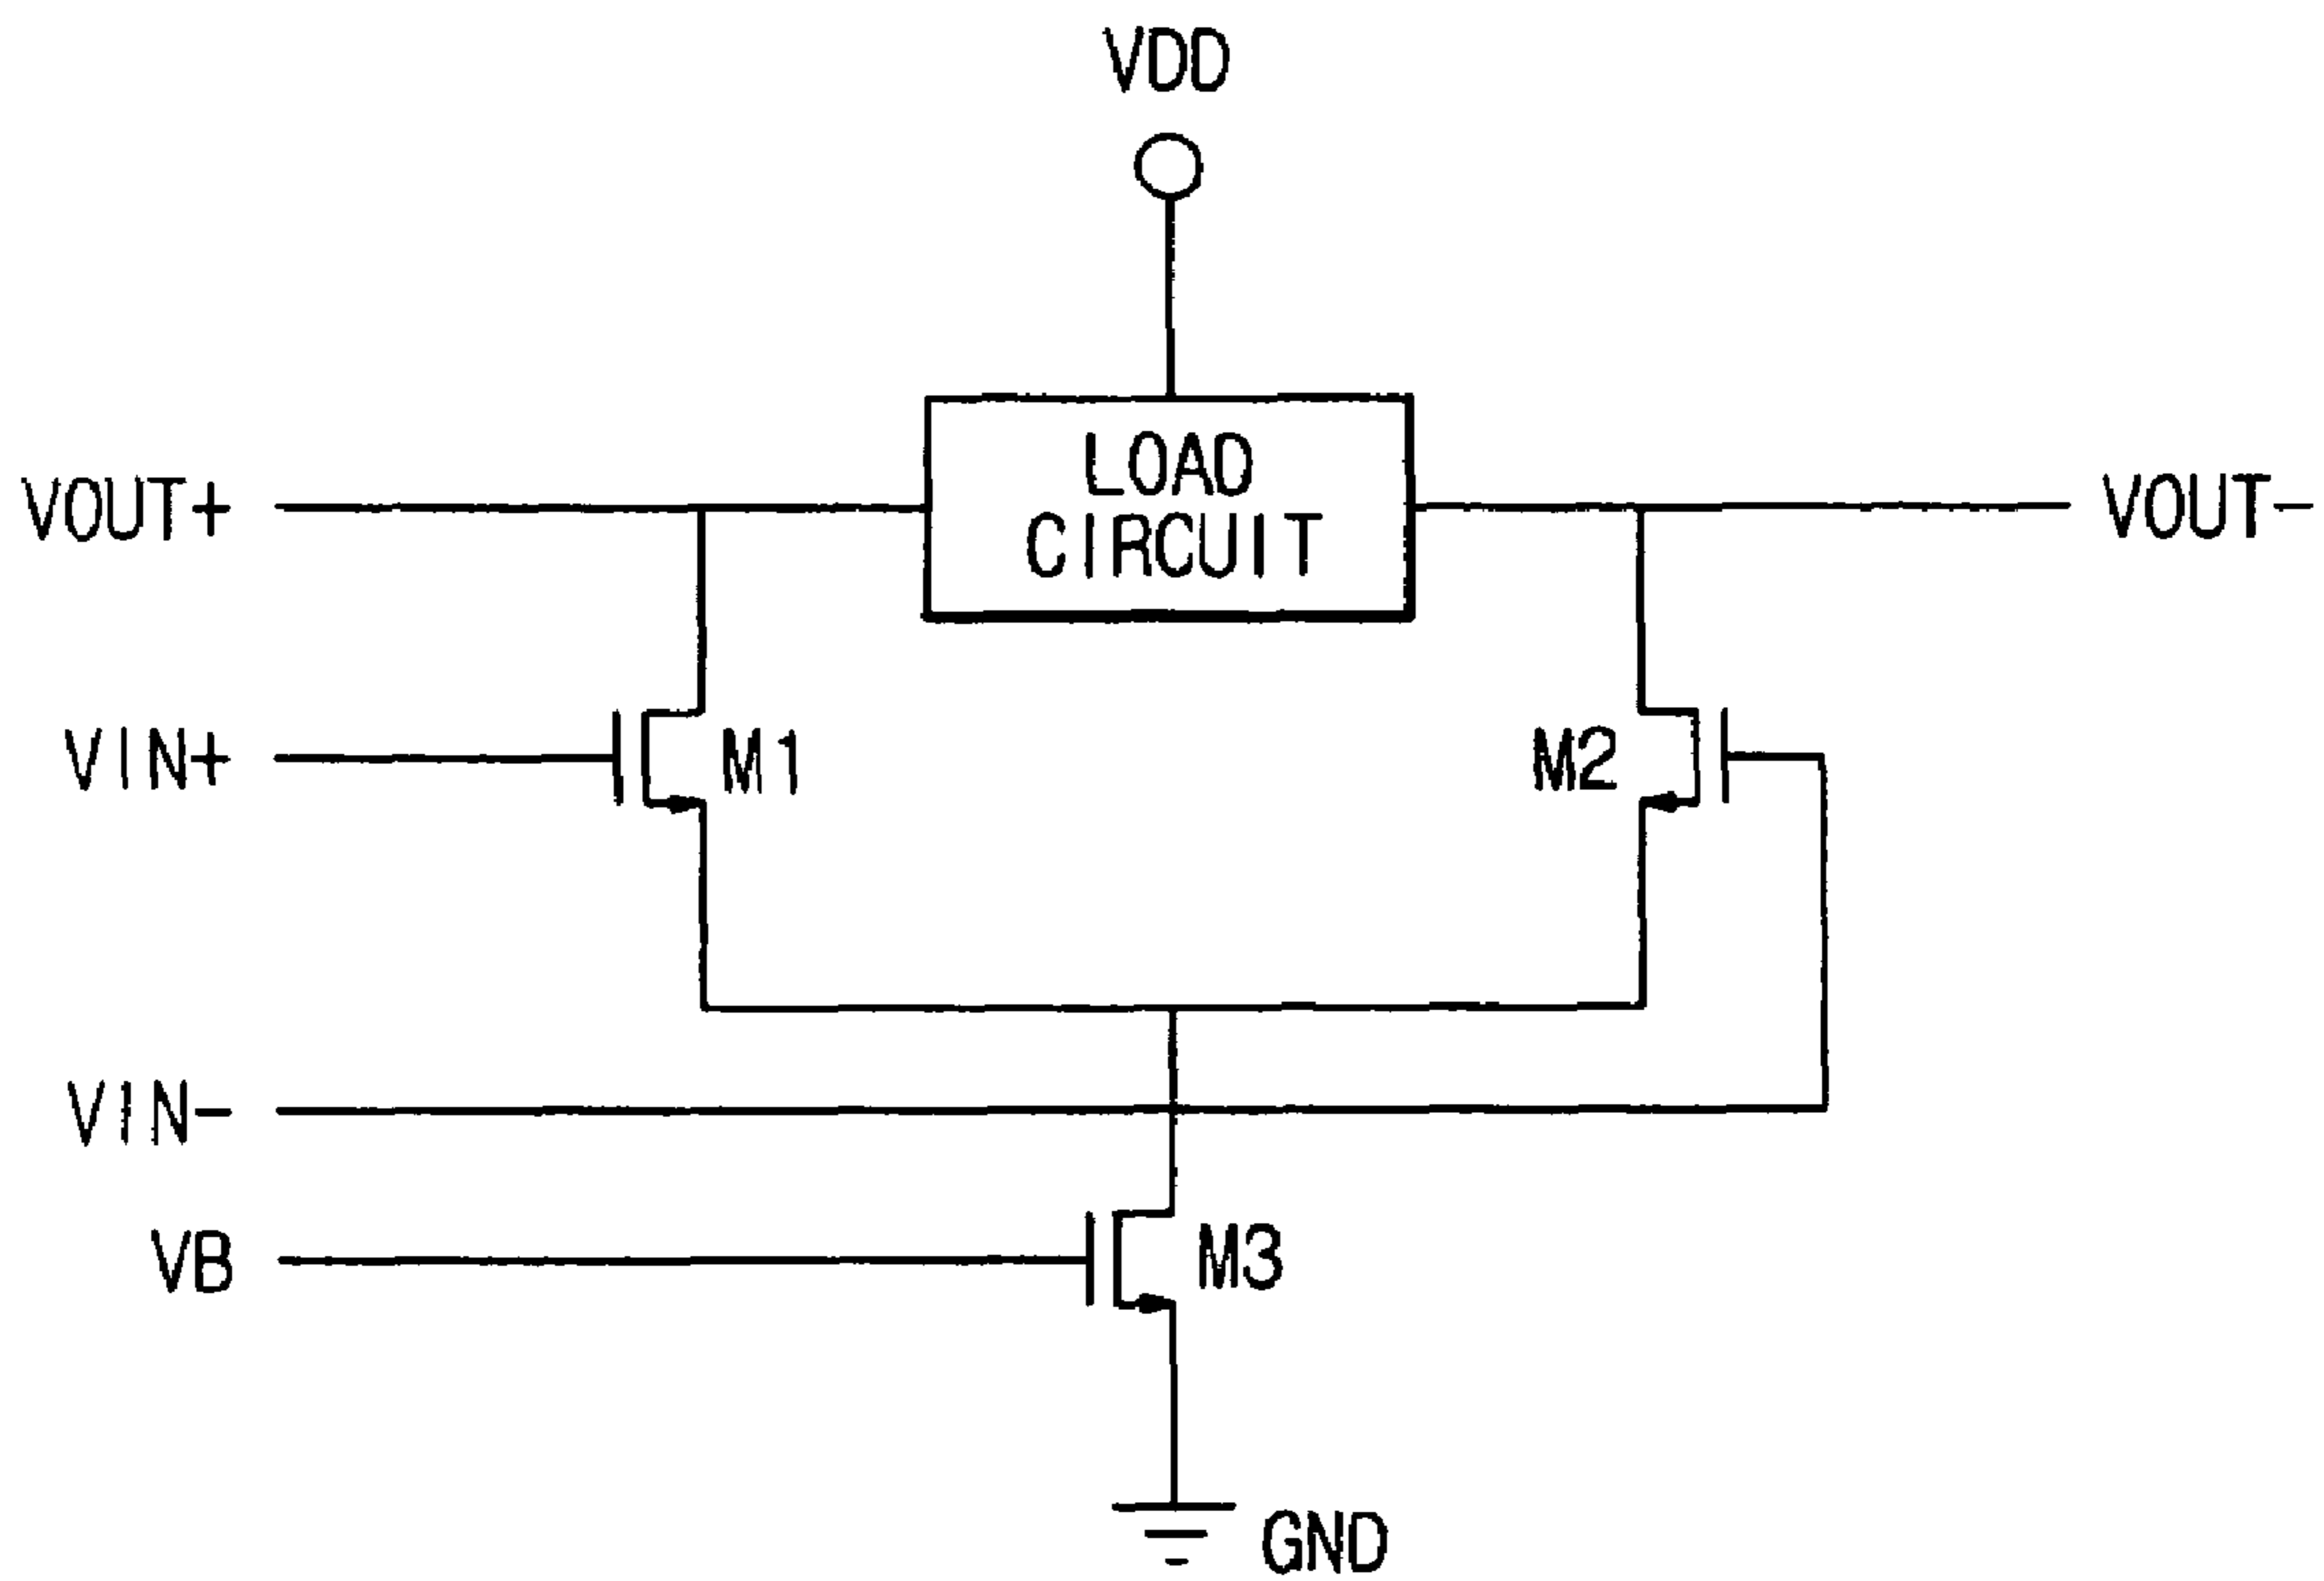 VDD
LOAD
CIRCUIT
VOUT+
VOUT-
VIN+
M1
M2
VIN-
VB
M3
GND